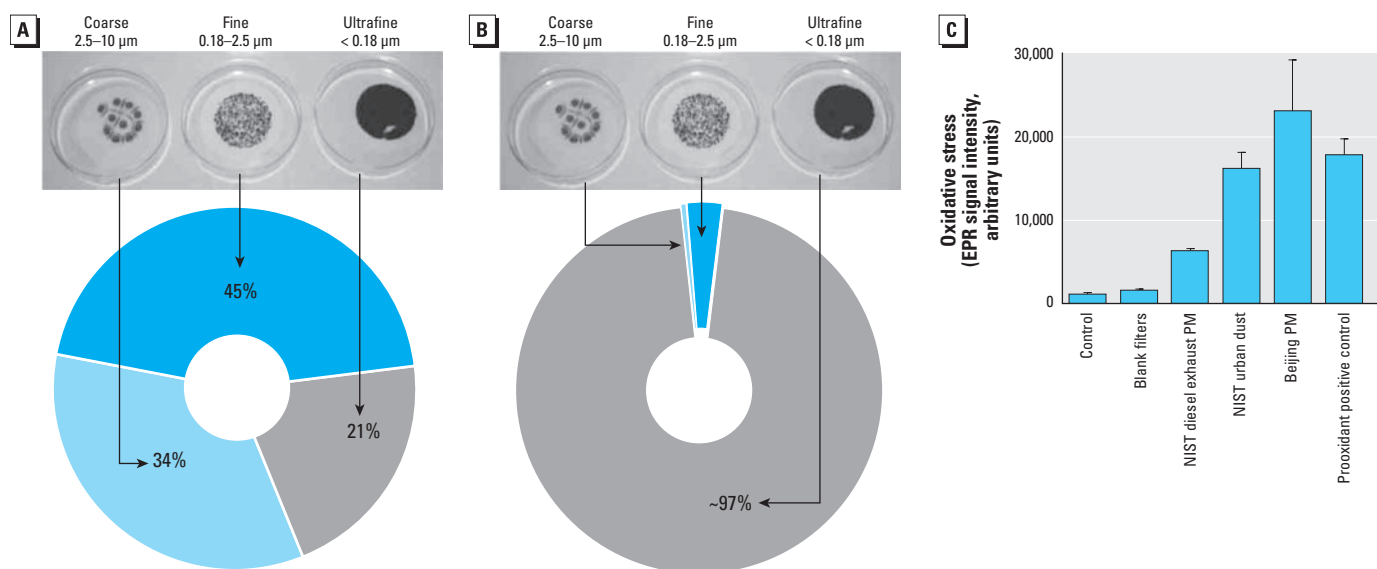 A
Coarse
2.5–10 µm
Fine
0.18–2.5 µm
Ultrafine
< 0.18 µm
45%
21%
34%
B
Coarse
2.5–10 µm
Fine
0.18–2.5 µm
Ultrafine
< 0.18 µm
~97%
C
Oxidative stress
(EPR signal intensity,
arbitrary units)
30,000
20,000
10,000
0
Control
Blank filters
NIST diesel exhaust PM
NIST urban dust
Beijing PM
Prooxidant positive control